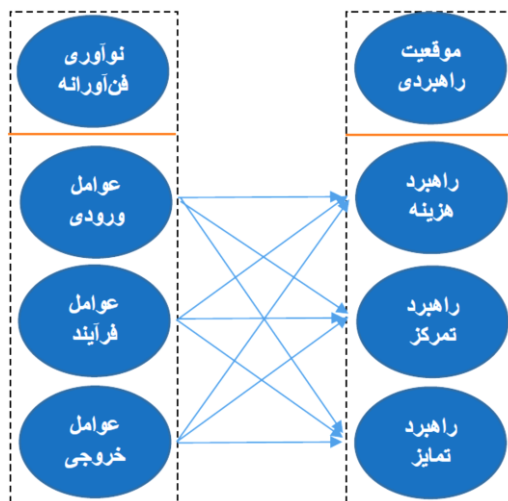 موقعیت
راهبردی
راهبرد
هزینه
راهبرد
تمرکز
راهبرد
تمایز
نوآوری
فن‌آورانه
عوامل
ورودی
عوامل
فرآیند
عوامل
خروجی